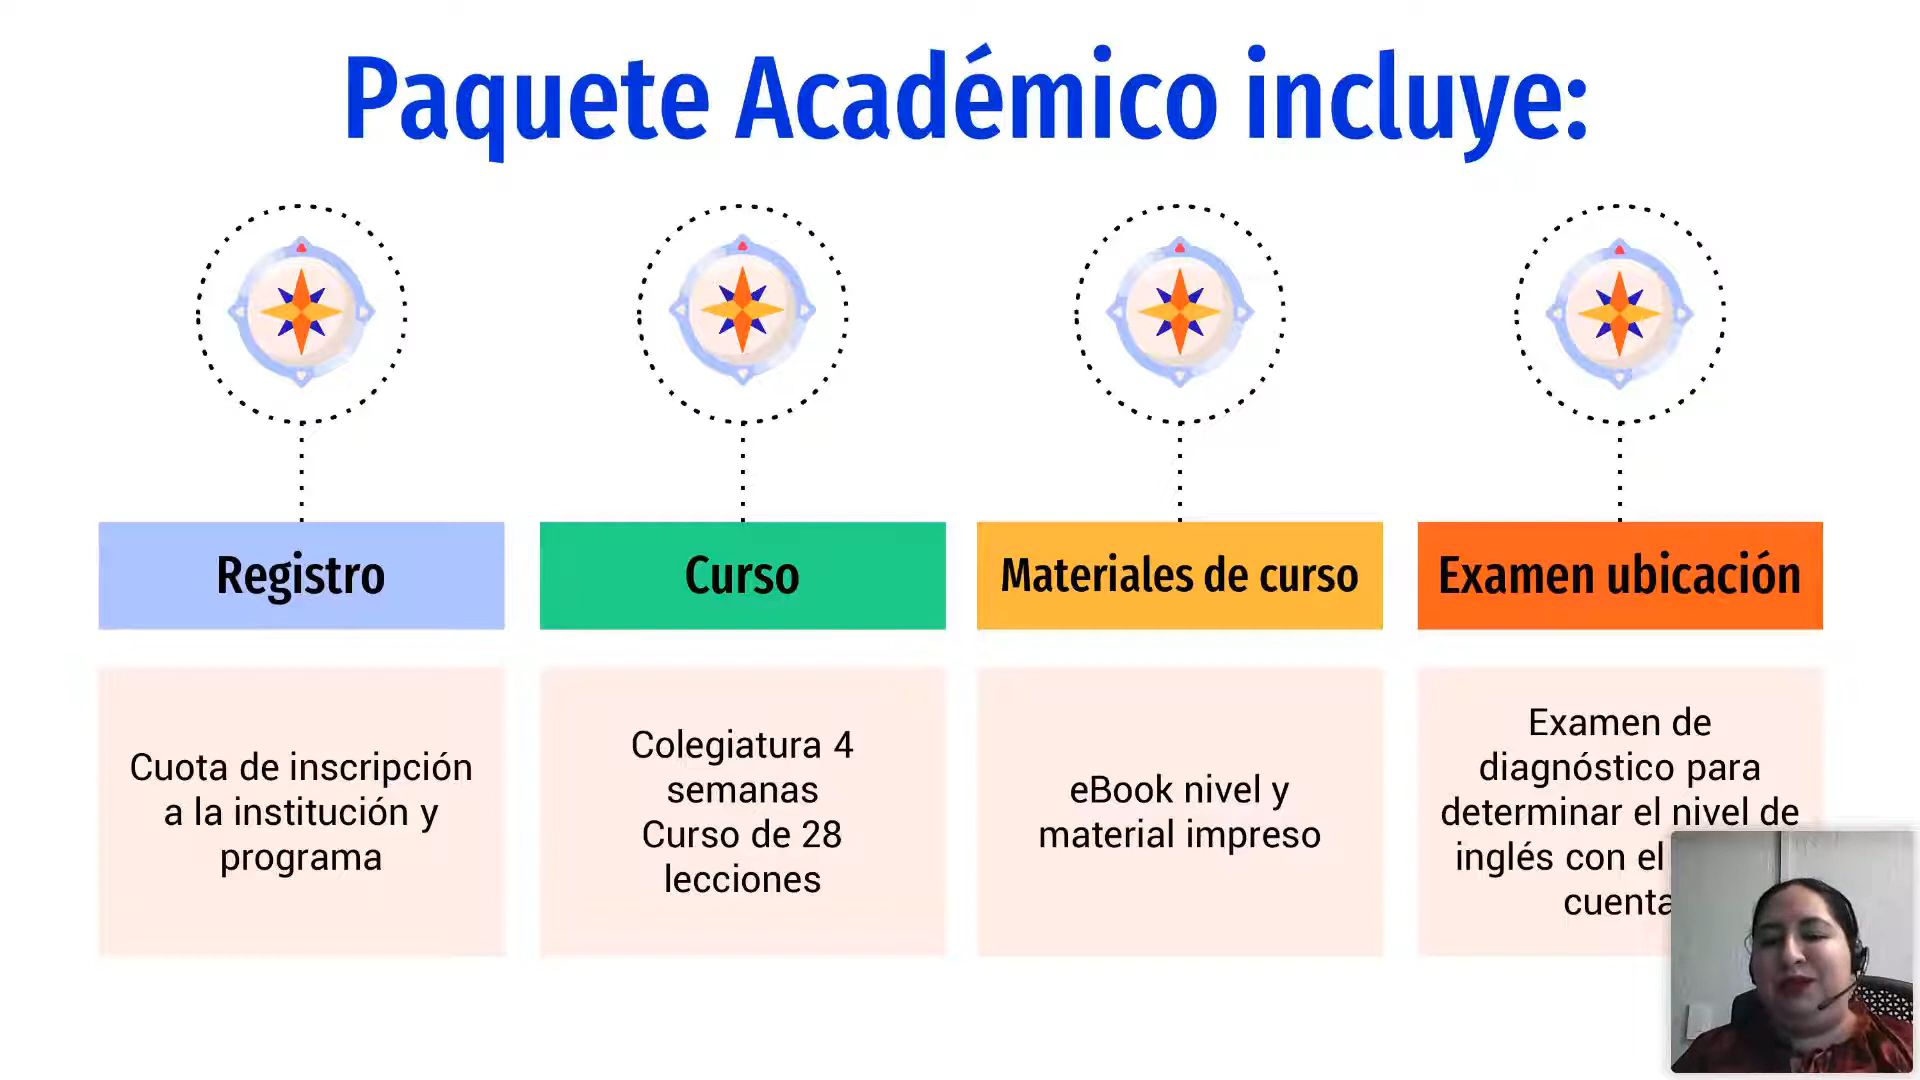 Paquete Académico incluye:
Registro
Curso
Materiales de curso
Examen ubicación
Cuota de inscripción
a la institución y
programa
Colegiatura 4
semanas
Curso de 28
lecciones
eBook nivel y
material impreso
Examen de
diagnóstico para
determinar el nivel de
inglés con el